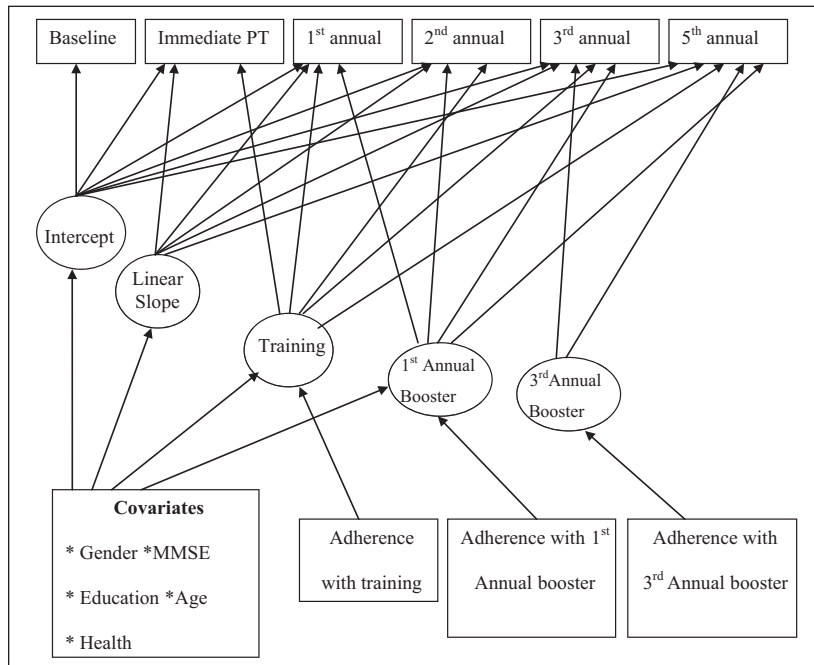 Baseline
Immediate PT
1st annual
2nd annual
3rd annual
5th annual
Intercept
Linear
Slope
Training
1st Annual
Booster
3rd Annual
Booster
Covariates
* Gender *MMSE
* Education *Age
* Health
Adherence
with training
Adherence with 1st
Annual booster
Adherence with
3rd Annual booster